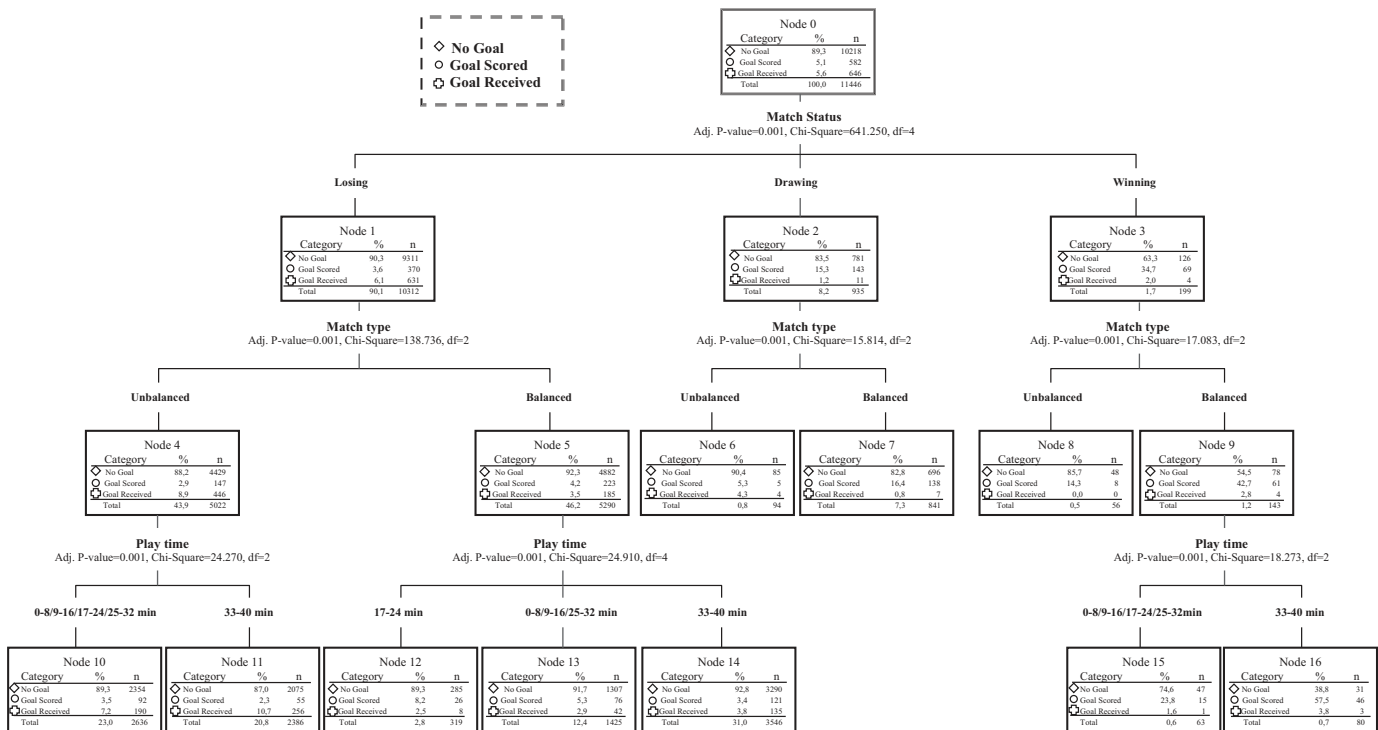 No Goal
Goal Scored
Goal Received
Node 0
Category % n
No Goal 89,3 10218
Goal Scored 5,1 582
Goal Received 5,6 646
Total 100,0 11446
Match Status
Adj. P-value=0.001, Chi-Square=641.250, df=4
Losing
Drawing
Winning
Node 1
Category % n
No Goal 90,3 9311
Goal Scored 3,6 370
Goal Received 6,1 631
Total 90,1 10312
Node 2
Category % n
No Goal 83,5 781
Goal Scored 15,3 143
Goal Received 1,2 11
Total 8,2 935
Node 3
Category % n
No Goal 63,3 126
Goal Scored 34,7 69
Goal Received 2,0 4
Total 1,7 199
Match type
Adj. P-value=0.001, Chi-Square=138.736, df=2
Match type
Adj. P-value=0.001, Chi-Square=15.814, df=2
Match type
Adj. P-value=0.001, Chi-Square=17.083, df=2
Unbalanced
Balanced
Unbalanced
Balanced
Unbalanced
Balanced
Node 4
Category % n
No Goal 88,2 4429
Goal Scored 2,9 147
Goal Received 8,9 446
Total 43,9 5022
Node 5
Category % n
No Goal 92,3 4882
Goal Scored 4,2 223
Goal Received 3,5 185
Total 46,2 5290
Node 6
Category % n
No Goal 90,4 85
Goal Scored 5,3 5
Goal Received 4,3 4
Total 0,8 94
Node 7
Category % n
No Goal 82,8 696
Goal Scored 16,4 138
Goal Received 0,8 7
Total 7,3 841
Node 8
Category % n
No Goal 85,7 48
Goal Scored 14,3 8
Goal Received 0,0 0
Total 0,5 56
Node 9
Category % n
No Goal 54,5 78
Goal Scored 42,7 61
Goal Received 2,8 4
Total 1,2 143
Play time
Adj. P-value=0.001, Chi-Square=24.270, df=2
Play time
Adj. P-value=0.001, Chi-Square=24.910, df=4
Play time
Adj. P-value=0.001, Chi-Square=18.273, df=2
0-8/9-16/17-24/25-32 min
33-40 min
17-24 min
0-8/9-16/25-32 min
33-40 min
0-8/9-16/17-24/25-32min
33-40 min
Node 10
Category % n
No Goal 89,3 2354
Goal Scored 3,5 92
Goal Received 7,2 190
Total 23,0 2636
Node 11
Category % n
No Goal 87,0 2075
Goal Scored 2,3 55
Goal Received 10,7 256
Total 20,8 2386
Node 12
Category % n
No Goal 89,3 285
Goal Scored 8,2 26
Goal Received 2,5 8
Total 2,8 319
Node 13
Category % n
No Goal 91,7 1307
Goal Scored 5,3 76
Goal Received 2,9 42
Total 12,4 1425
Node 14
Category % n
No Goal 92,8 3290
Goal Scored 3,4 121
Goal Received 3,8 135
Total 31,0 3546
Node 15
Category % n
No Goal 74,6 47
Goal Scored 23,8 15
Goal Received 1,6 1
Total 0,6 63
Node 16
Category % n
No Goal 38,8 31
Goal Scored 57,5 46
Goal Received 3,8 3
Total 0,7 80